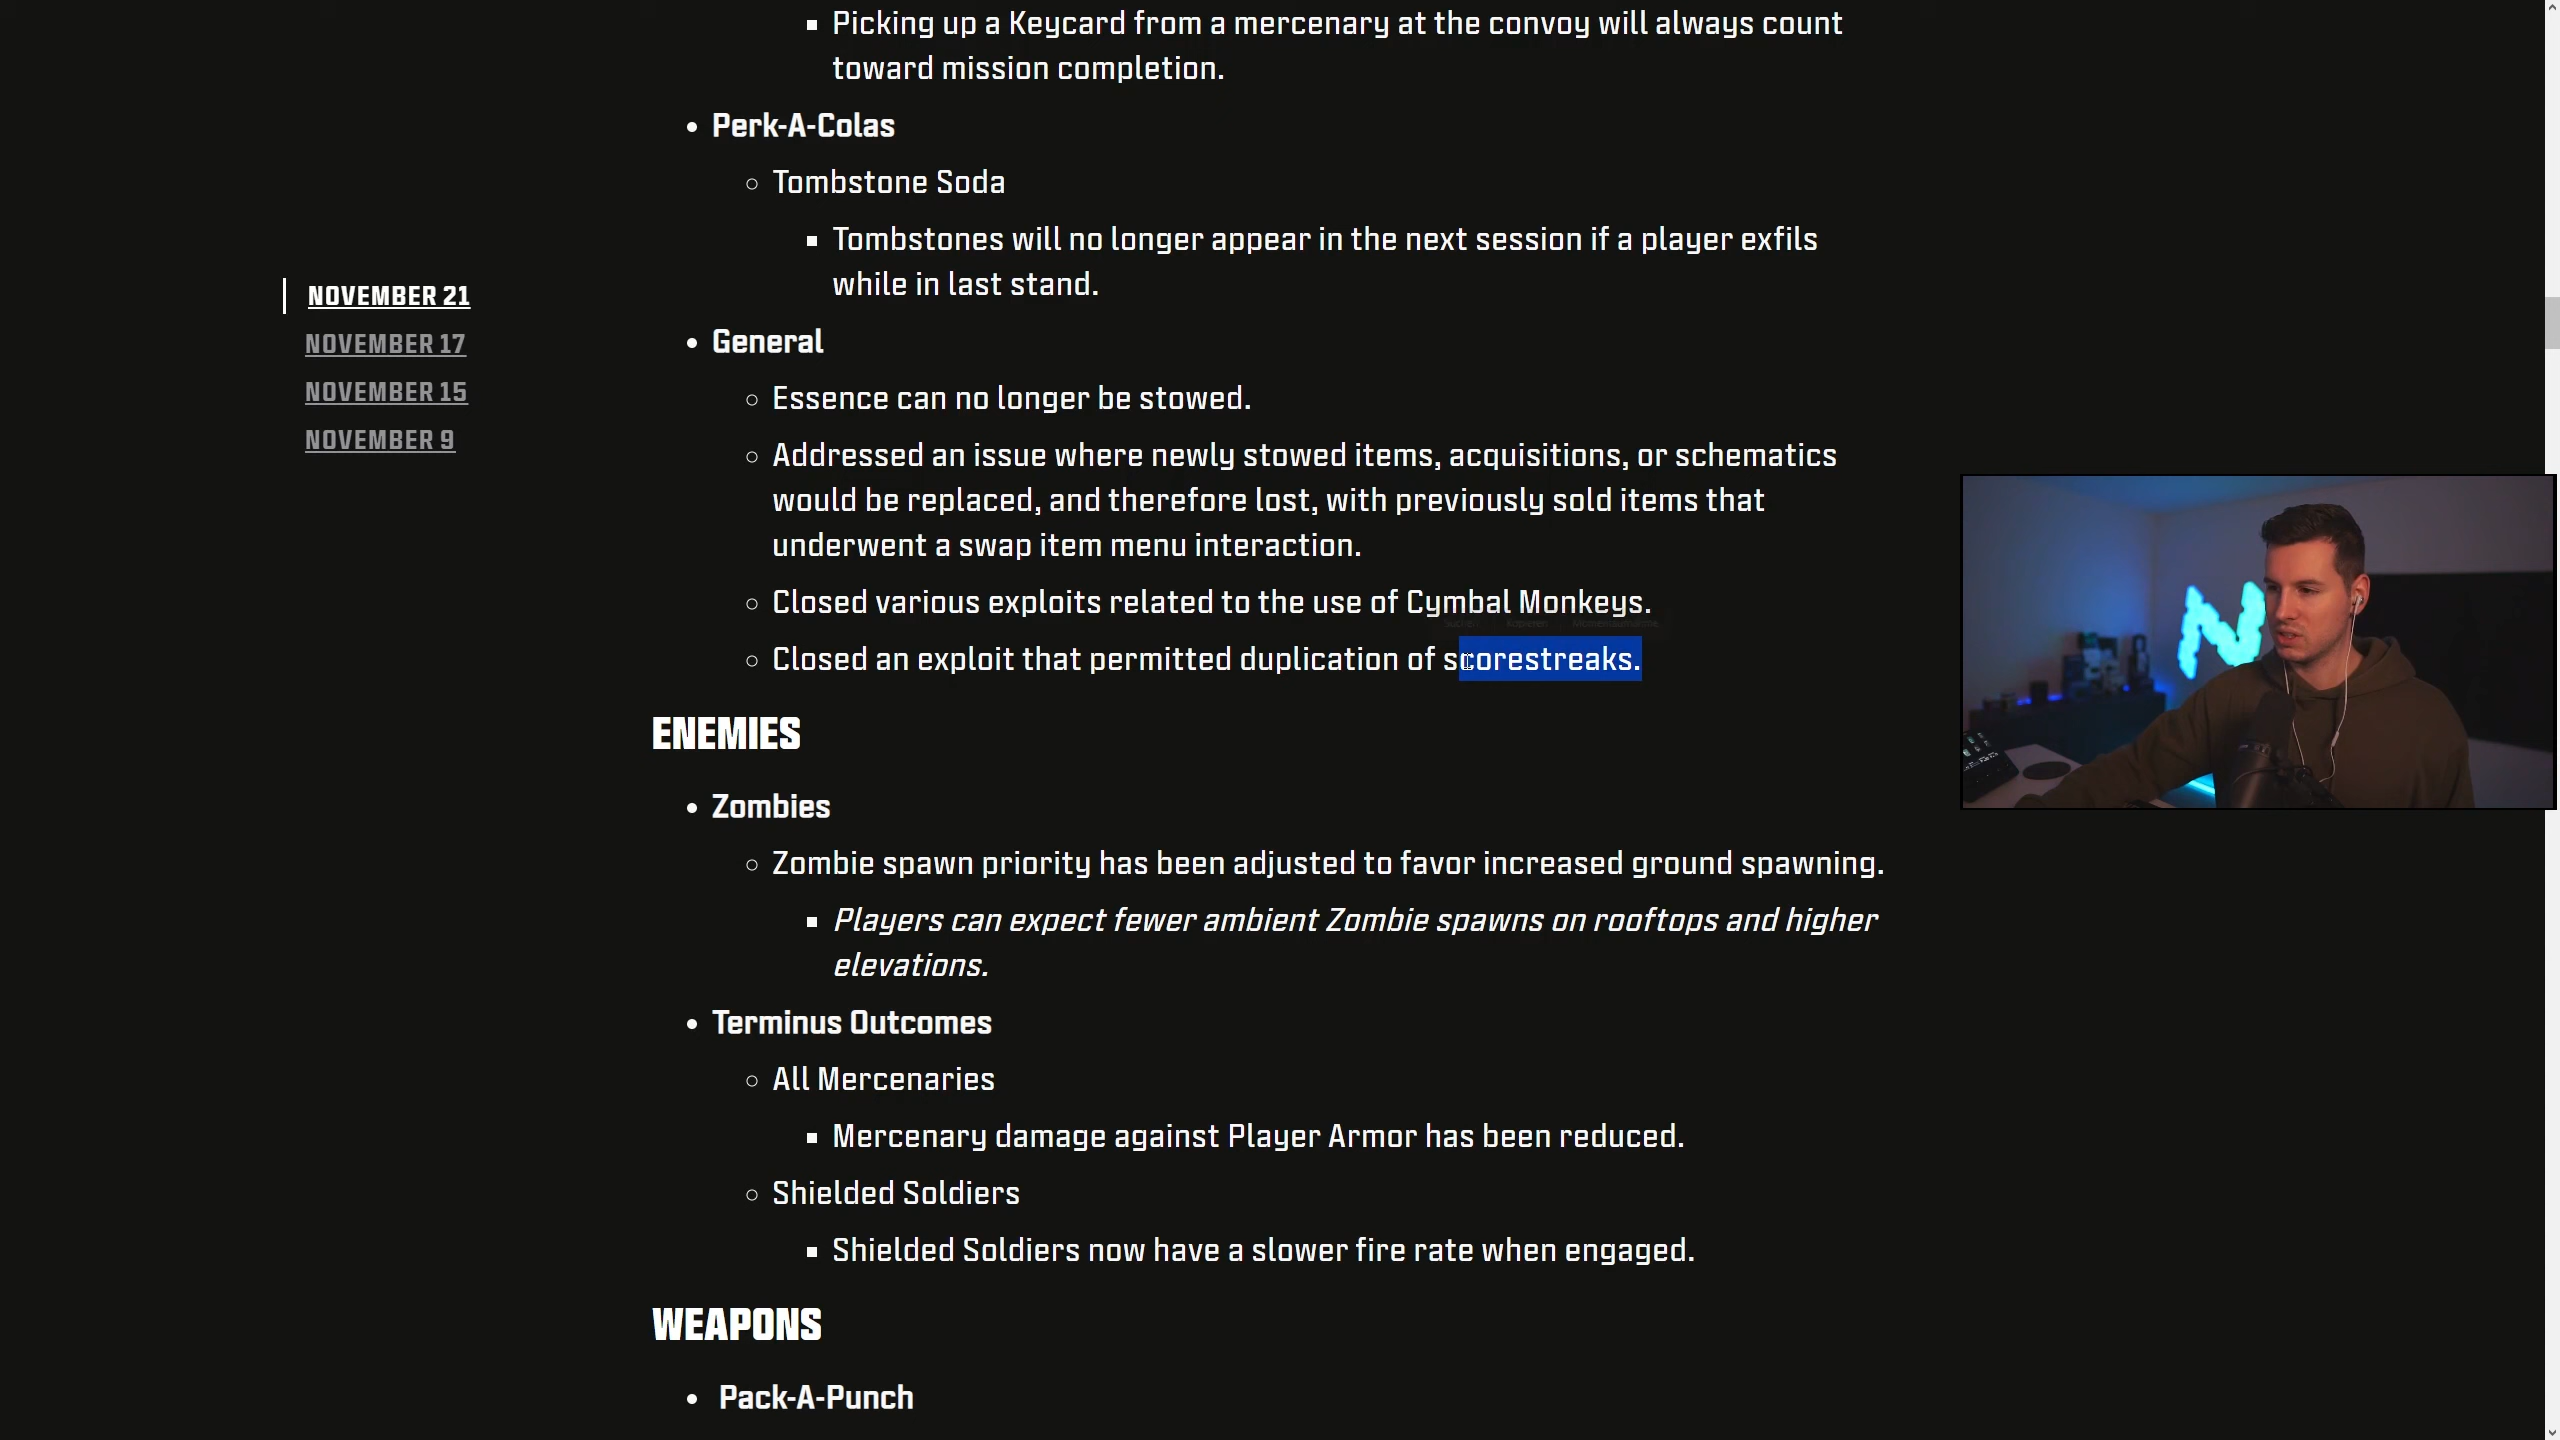 Picking up a Keycard from a mercenary at the convoy will always count
toward mission completion.
Perk-A-Colas
Tombstone Soda
Tombstones will no longer appear in the next session if a player exfils
while in last stand.
NOVEMBER 21
NOVEMBER 17
NOVEMBER 15
NOVEMBER 9
General
Essence can no longer be stowed.
Addressed an issue where newly stowed items, acquisitions, or schematics
would be replaced, and therefore lost, with previously sold items that
underwent a swap item menu interaction.
Closed various exploits related to the use of Cymbal Monkeys.
Suchen Kopieren
Closed an exploit that permitted duplication of scorestreaks.
N
ENEMIES
Zombies
Zombie spawn priority has been adjusted to favor increased ground spawning.
Players can expect fewer ambient Zombie spawns on rooftops and higher
elevations.
Terminus Outcomes
All Mercenaries
Mercenary damage against Player Armor has been reduced.
Shielded Soldiers
Shielded Soldiers now have a slower fire rate when engaged.
WEAPONS
Pack-A-Punch